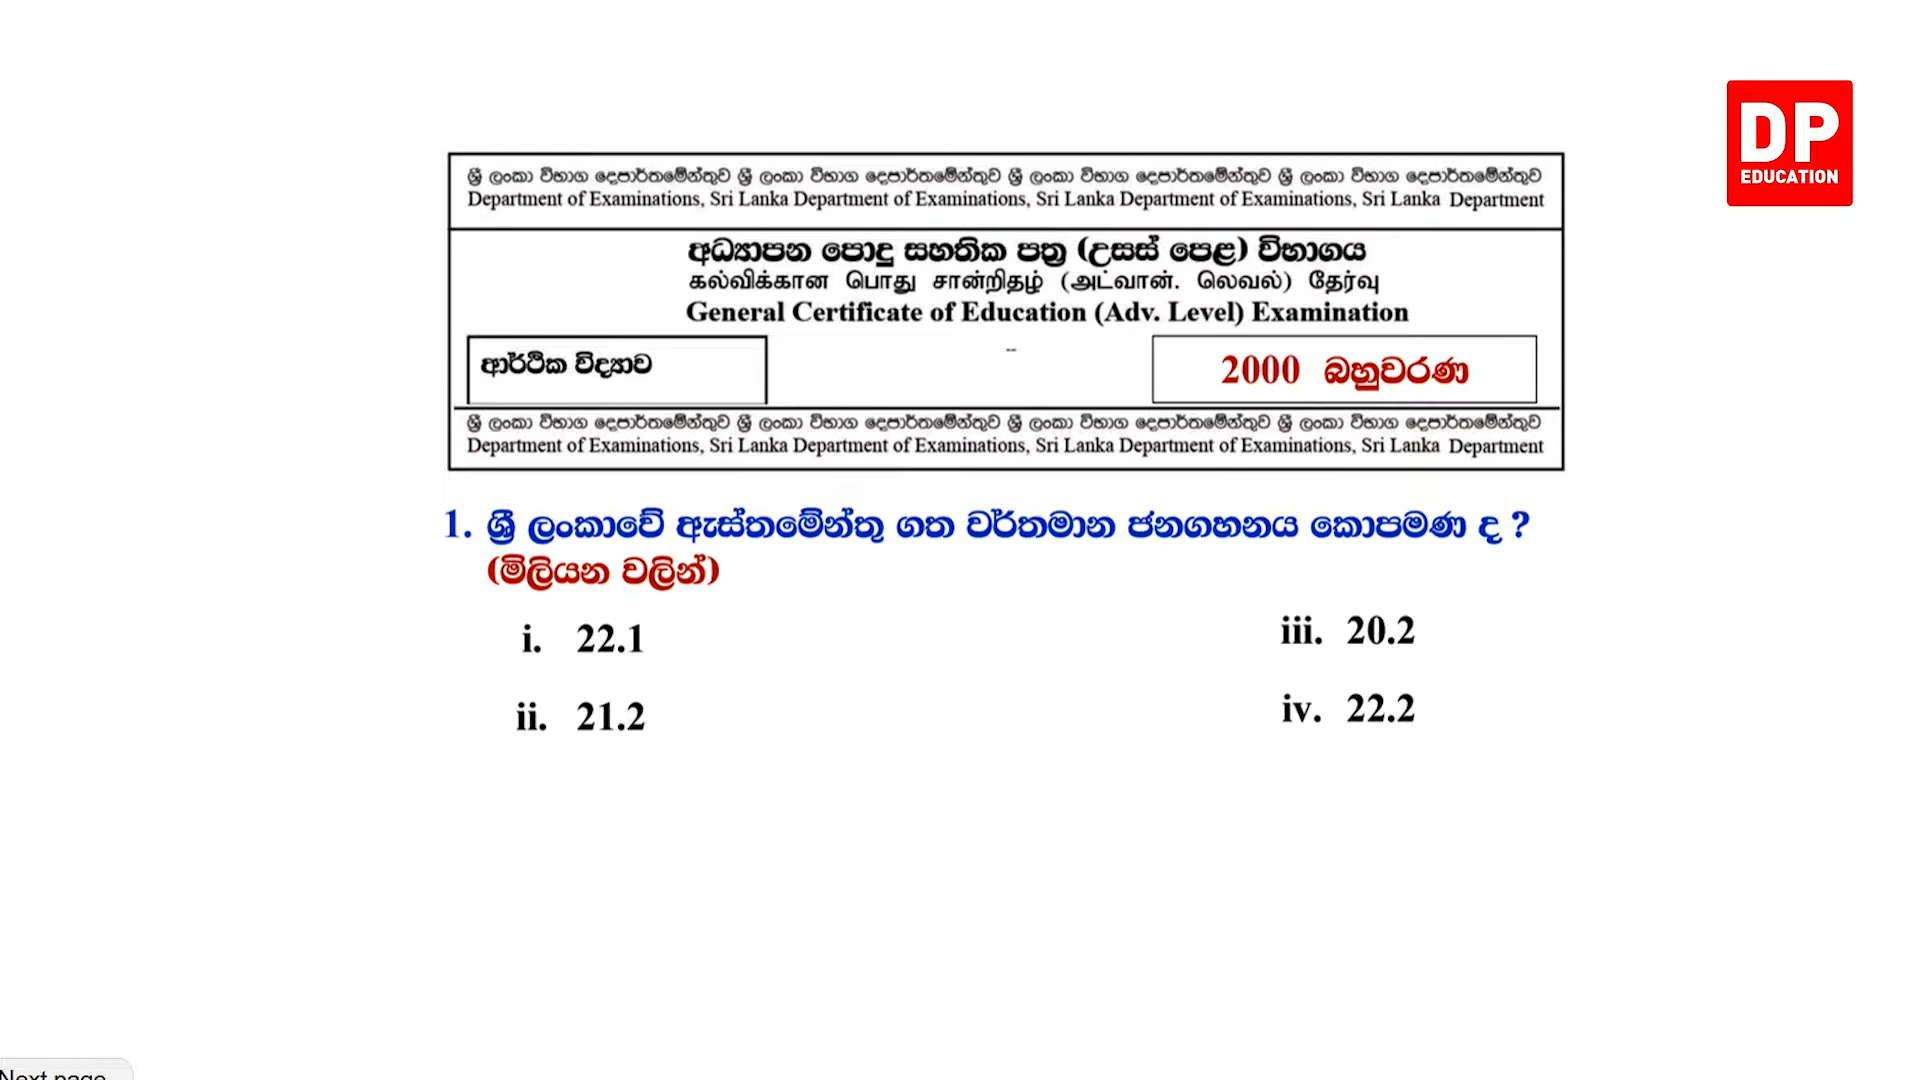 DP
EDUCATION
ශ්‍රී ලංකා විභාග දෙපාර්තමේන්තුව ශ්‍රී ලංකා විභාග දෙපාර්තමේන්තුව ශ්‍රී ලංකා විභාග දෙපාර්තමේන්තුව ශ්‍රී ලංකා විභාග දෙපාර්තමේන්තුව
Department of Examinations, Sri Lanka Department of Examinations, Sri Lanka Department of Examinations, Sri Lanka Department
අධ්‍යාපන පොදු සහතික පත්‍ර (උසස් පෙළ) විභාගය
கல்விக்கான பொது சான்றிதழ் (அட்வான். லெவல்) தேர்வு
General Certificate of Education (Adv. Level) Examination
ආර්ථික විද්‍යාව
2000 බහුවරණ
ශ්‍රී ලංකා විභාග දෙපාර්තමේන්තුව ශ්‍රී ලංකා විභාග දෙපාර්තමේන්තුව ශ්‍රී ලංකා විභාග දෙපාර්තමේන්තුව ශ්‍රී ලංකා විභාග දෙපාර්තමේන්තුව
Department of Examinations, Sri Lanka Department of Examinations, Sri Lanka Department of Examinations, Sri Lanka Department
1. ශ්‍රී ලංකාවේ ඇස්තමේන්තු ගත වර්තමාන ජනගහනය කොපමණ ද ?
(මිලියන වලින්)
i. 22.1
ii. 21.2
iii. 20.2
iv. 22.2
Next page